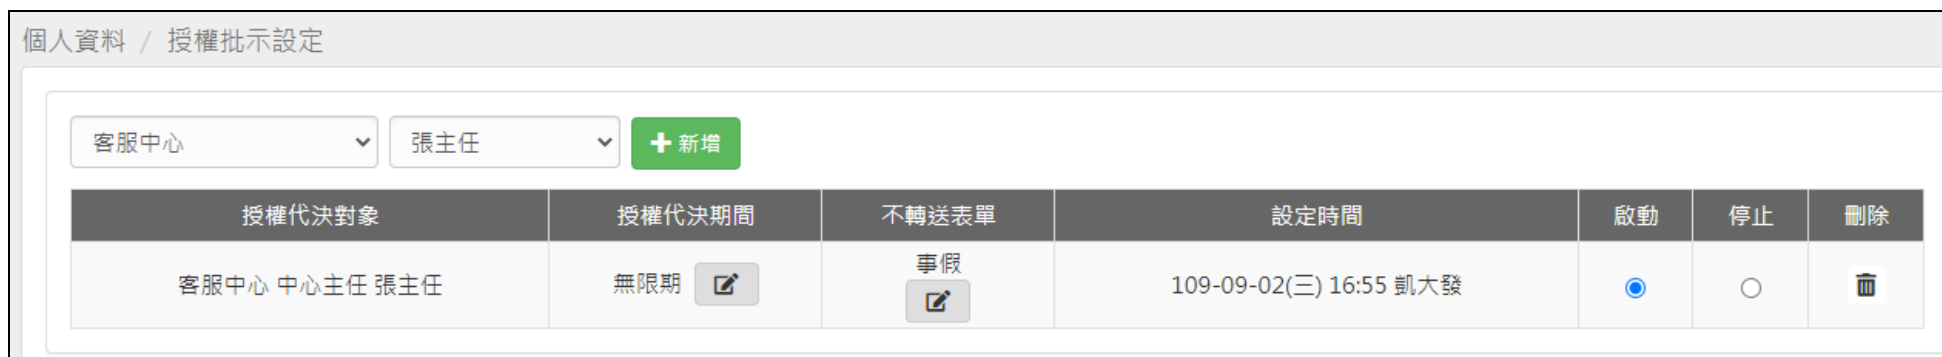 個人資料 / 授權批示設定
客服中心 張主任 新增
授權代決對象 授權代決期間 不轉送表單 設定時間 啟動 停止 刪除
客服中心 中心主任 張主任 無限期 事假 109-09-02(三) 16:55 凱大發